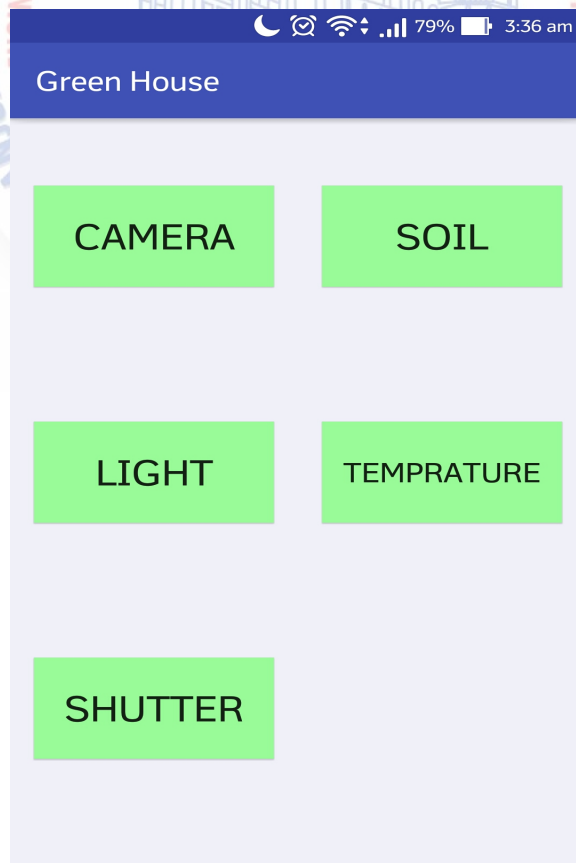 79% 3:36 am
Green House
CAMERA SOIL
LIGHT TEMPRATURE
SHUTTER